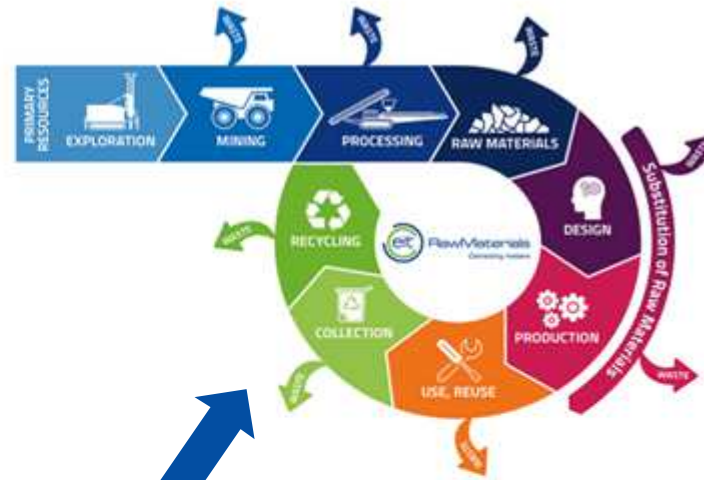 WASTE
WASTE
WASTE
PRIMARY
RESOURCES
EXPLORATION
MINING
PROCESSING
RAW MATERIALS
WASTE
DESIGN
Substitution of Raw Materials
RECYCLING
WASTE
eit RawMaterials
Connecting matters
COLLECTION
PRODUCTION
WASTE
USE, REUSE
WASTE
WASTE